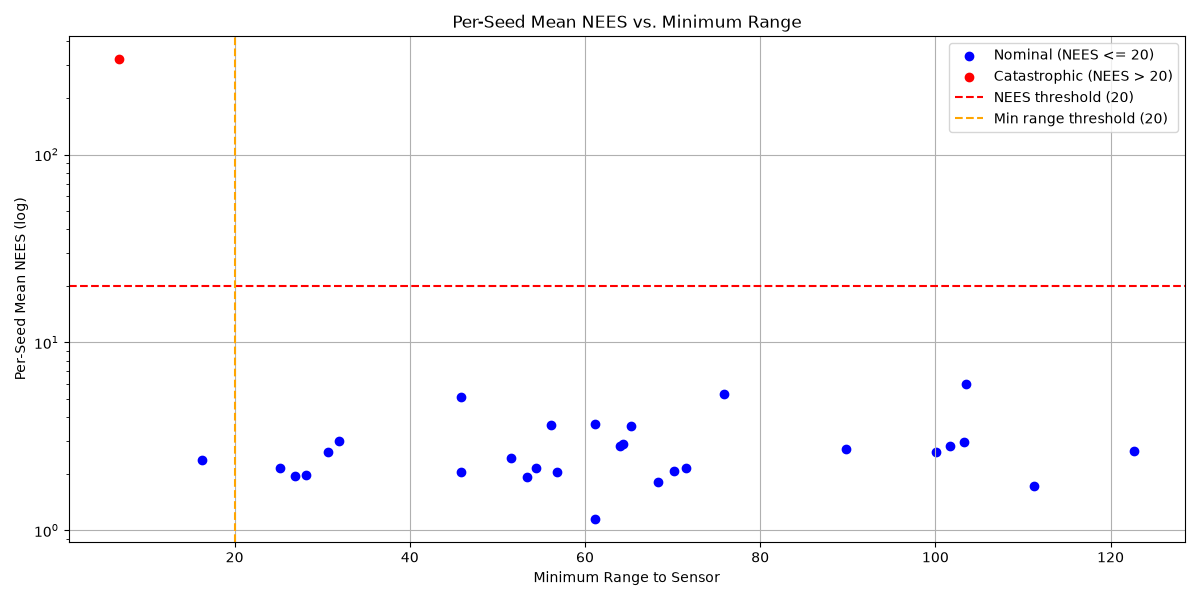 Per-Seed Mean NEES vs. Minimum Range
Nominal (NEES <= 20)
Catastrophic (NEES > 20)
NEES threshold (20)
Min range threshold (20)
Per-Seed Mean NEES (log)
10²
10¹
10⁰
20 40 60 80 100 120
Minimum Range to Sensor